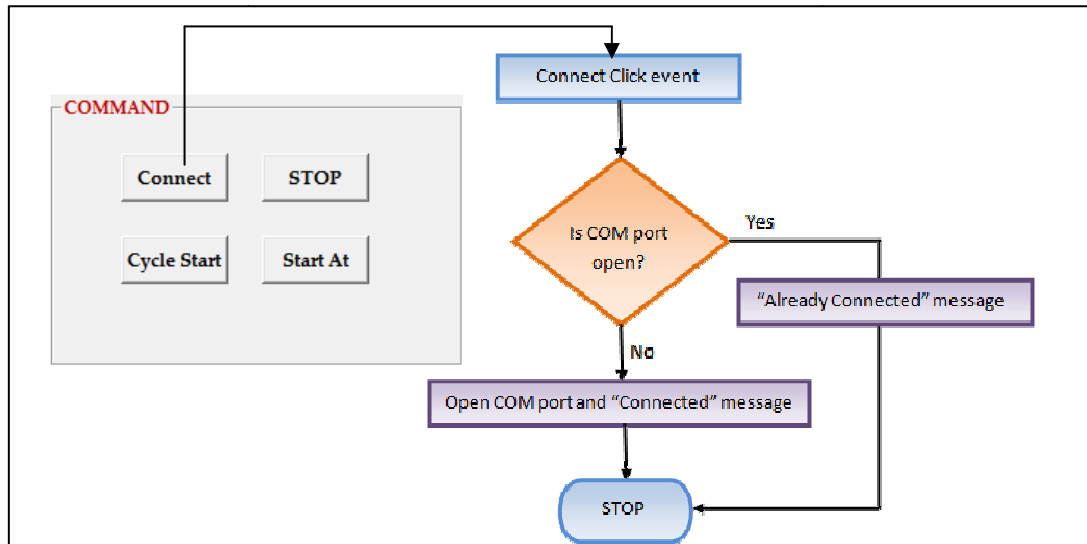 COMMAND
Connect
STOP
Cycle Start
Start At
Connect Click event
Is COM port
open?
Yes
“Already Connected” message
No
Open COM port and “Connected” message
STOP